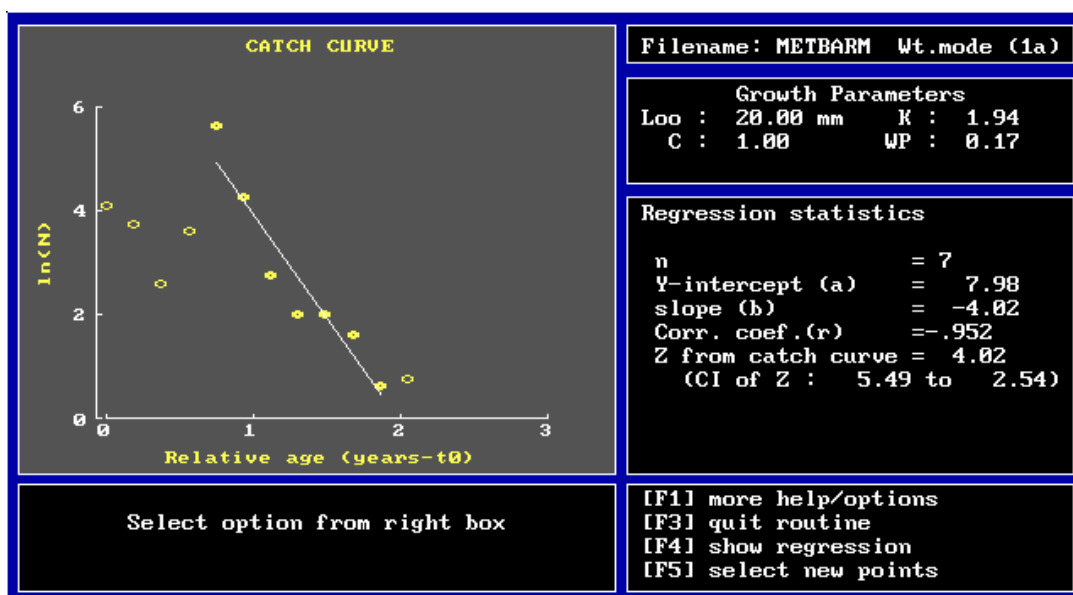 CATCH CURVE
6
4
2
0
ln(N)
0 1 2 3
Relative age (years-t0)
Select option from right box
Filename: METBARM Wt.mode (1a)
Growth Parameters
Loo : 20.00 mm K : 1.94
C : 1.00 WP : 0.17
Regression statistics
n = 7
Y-intercept (a) = 7.98
slope (b) = -4.02
Corr. coef.(r) =-.952
Z from catch curve = 4.02
(CI of Z : 5.49 to 2.54)
[F1] more help/options
[F3] quit routine
[F4] show regression
[F5] select new points